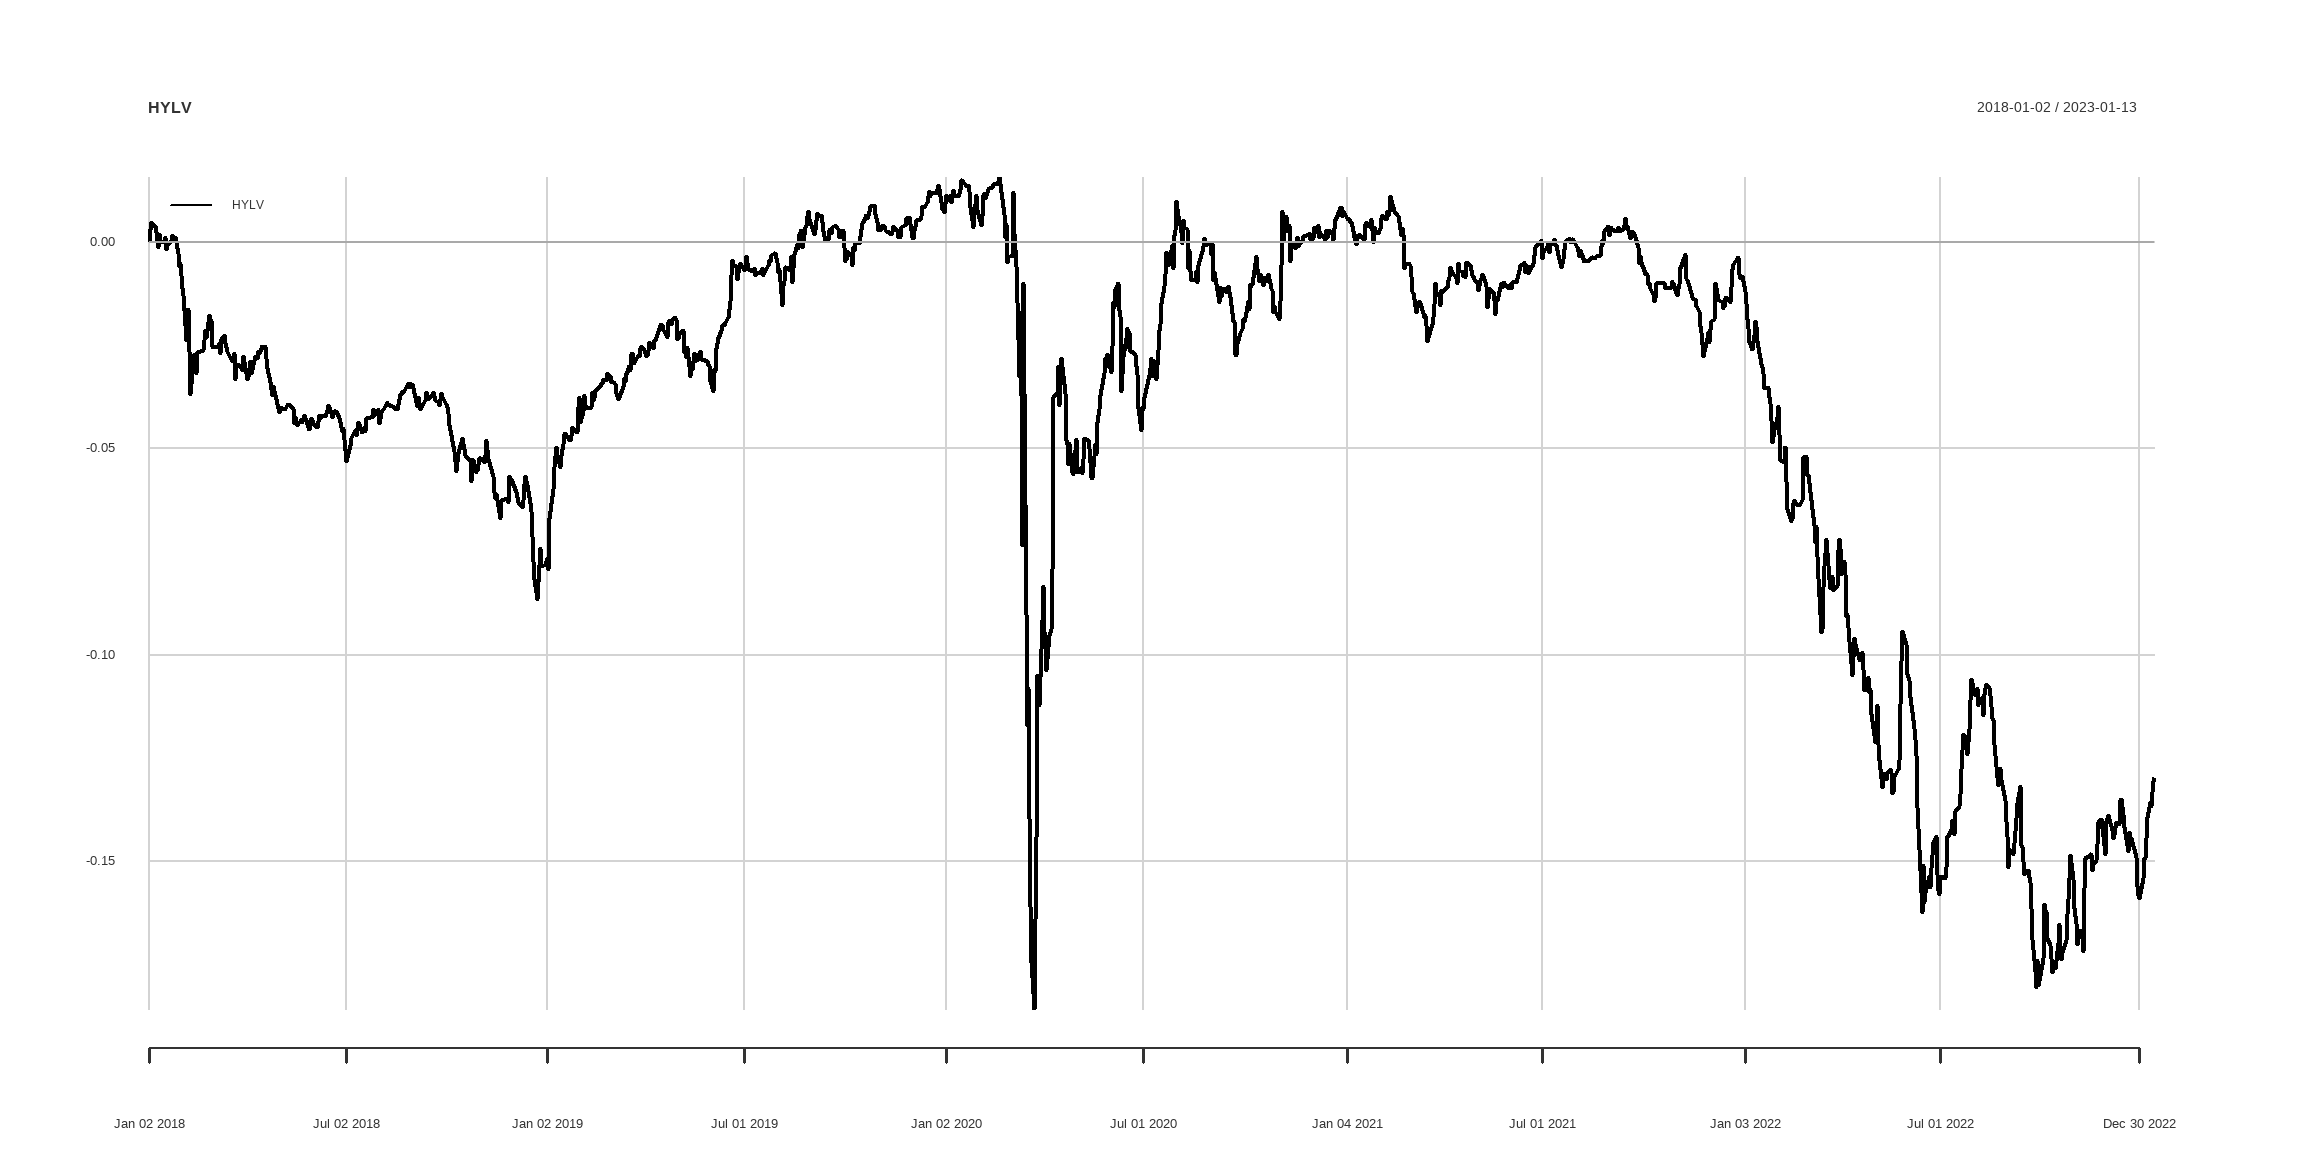 HYLV
2018-01-02 / 2023-01-13
HYLV
0.00
-0.05
-0.10
-0.15
Jan 02 2018
Jul 02 2018
Jan 02 2019
Jul 01 2019
Jan 02 2020
Jul 01 2020
Jan 04 2021
Jul 01 2021
Jan 03 2022
Jul 01 2022
Dec 30 2022